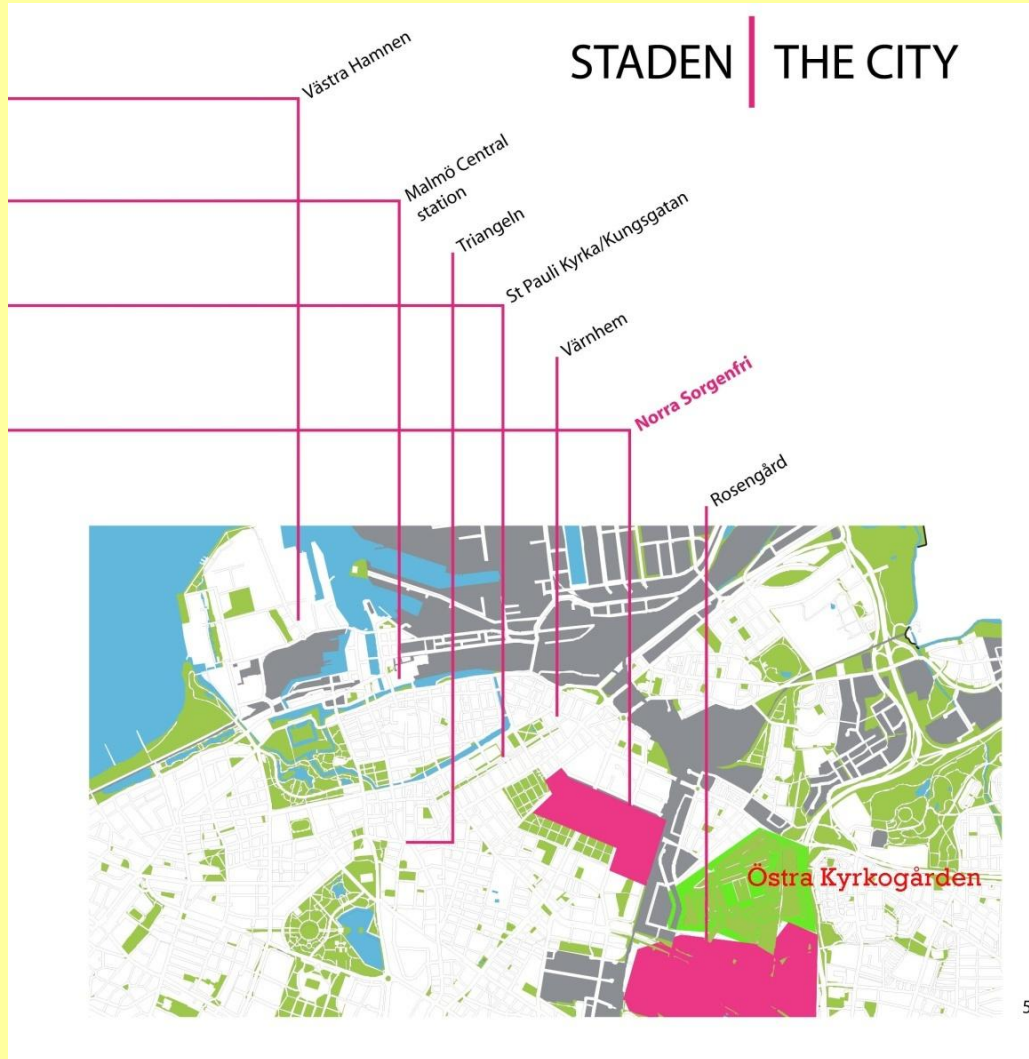 STADEN | THE CITY
Västra Hamnen
Malmö Central
station
Triangeln
St Pauli Kyrka/Kungsgatan
Värnhem
Norra Sorgenfri
Rosengård
Östra Kyrkogården
5